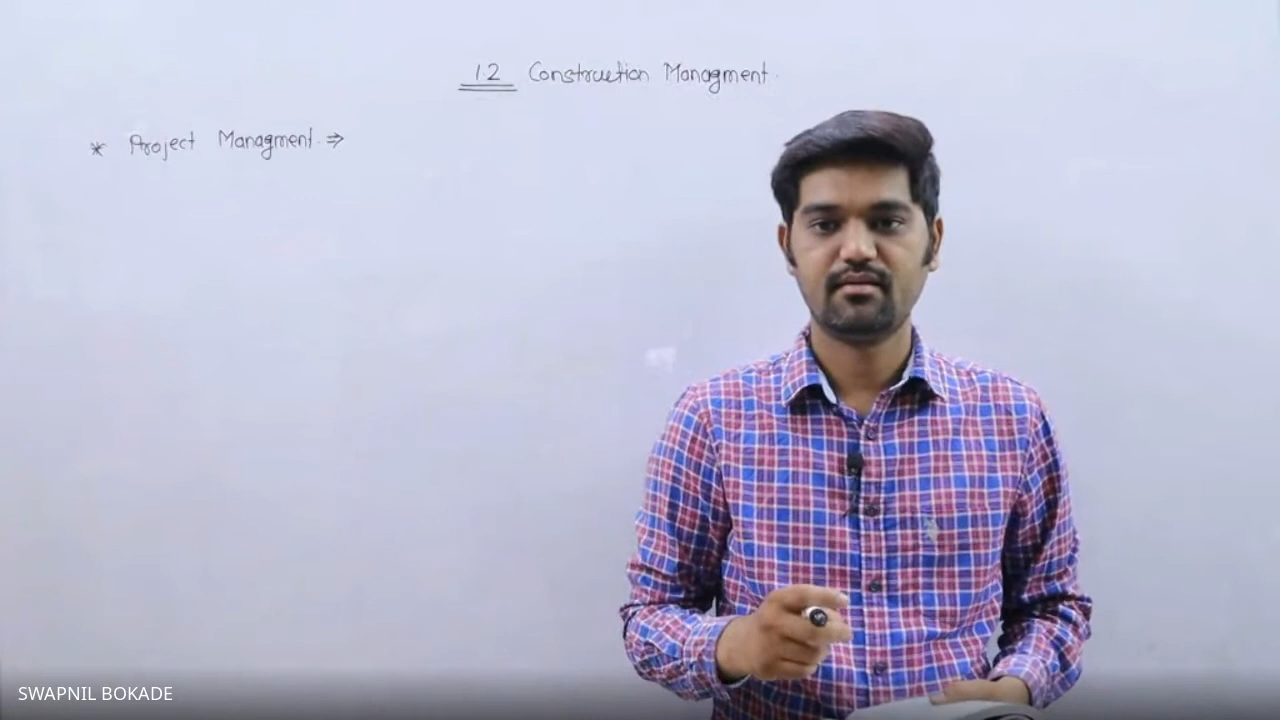 1.2 Construction Managment.
* Project Managment. ⇒
SWAPNIL BOKADE